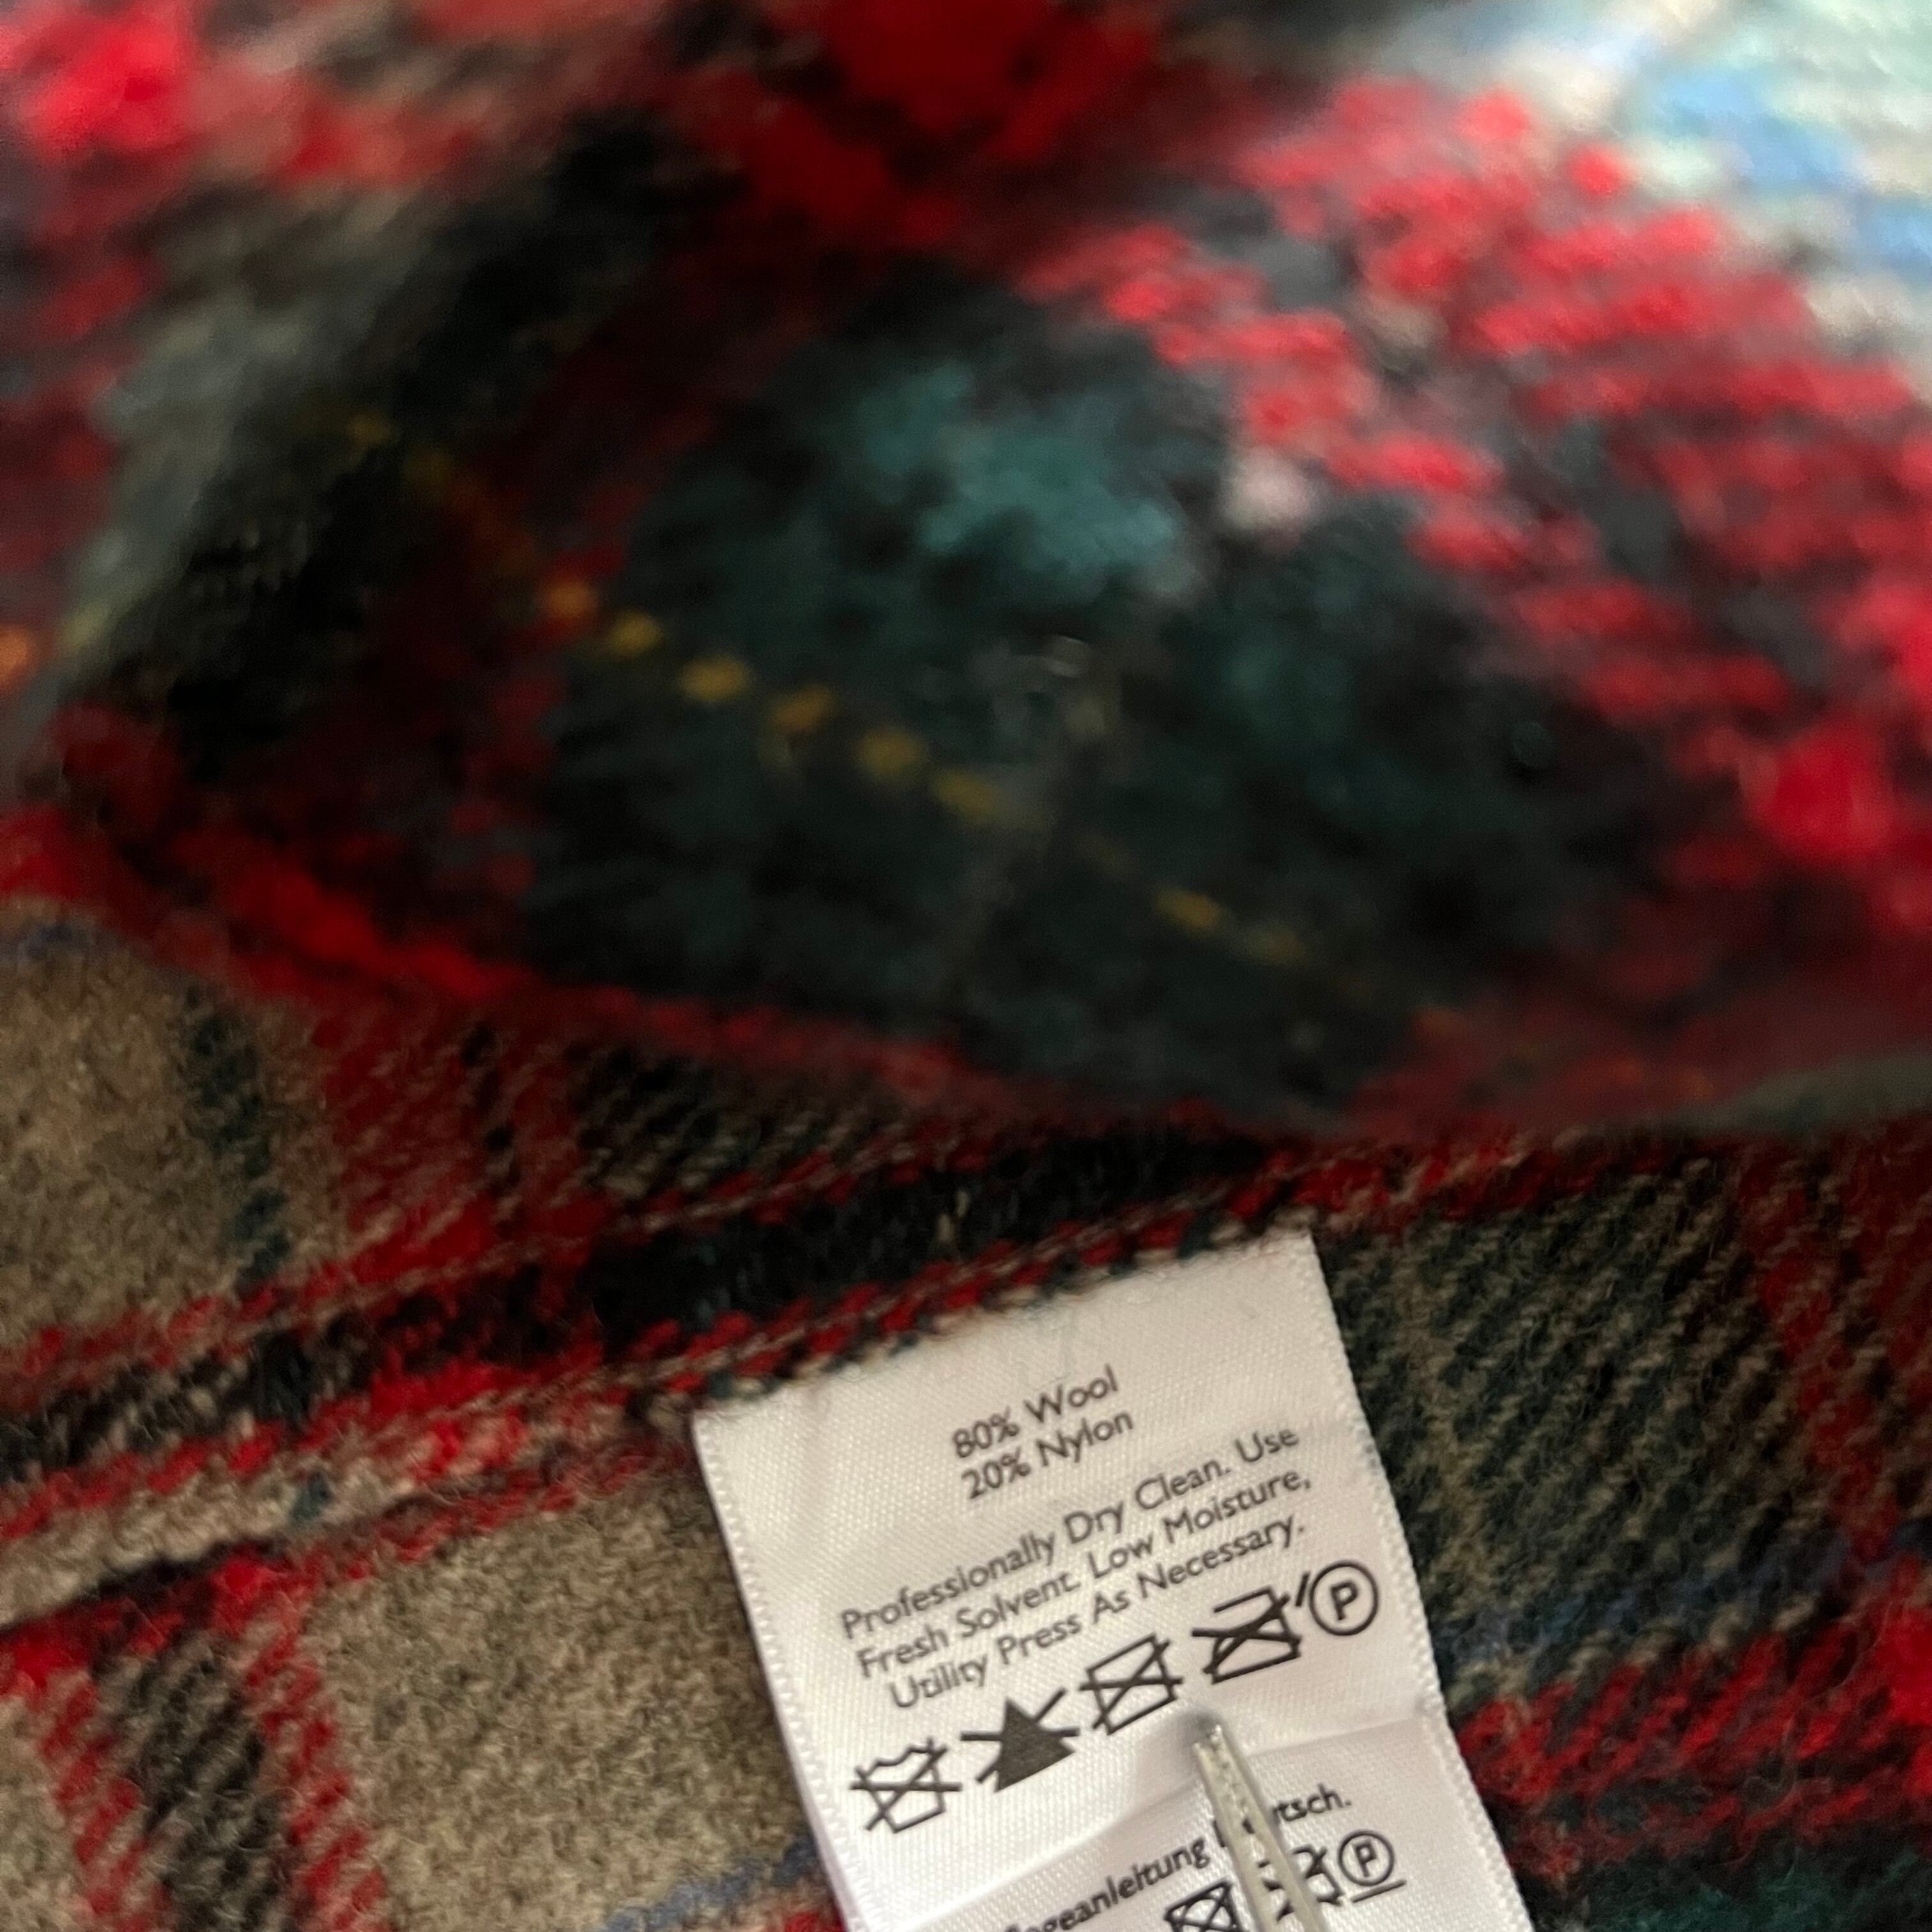 80% Wool
20% Nylon
Professionally Dry Clean. Use
Fresh Solvent. Low Moisture,
Utility Press As Necessary.
P
P